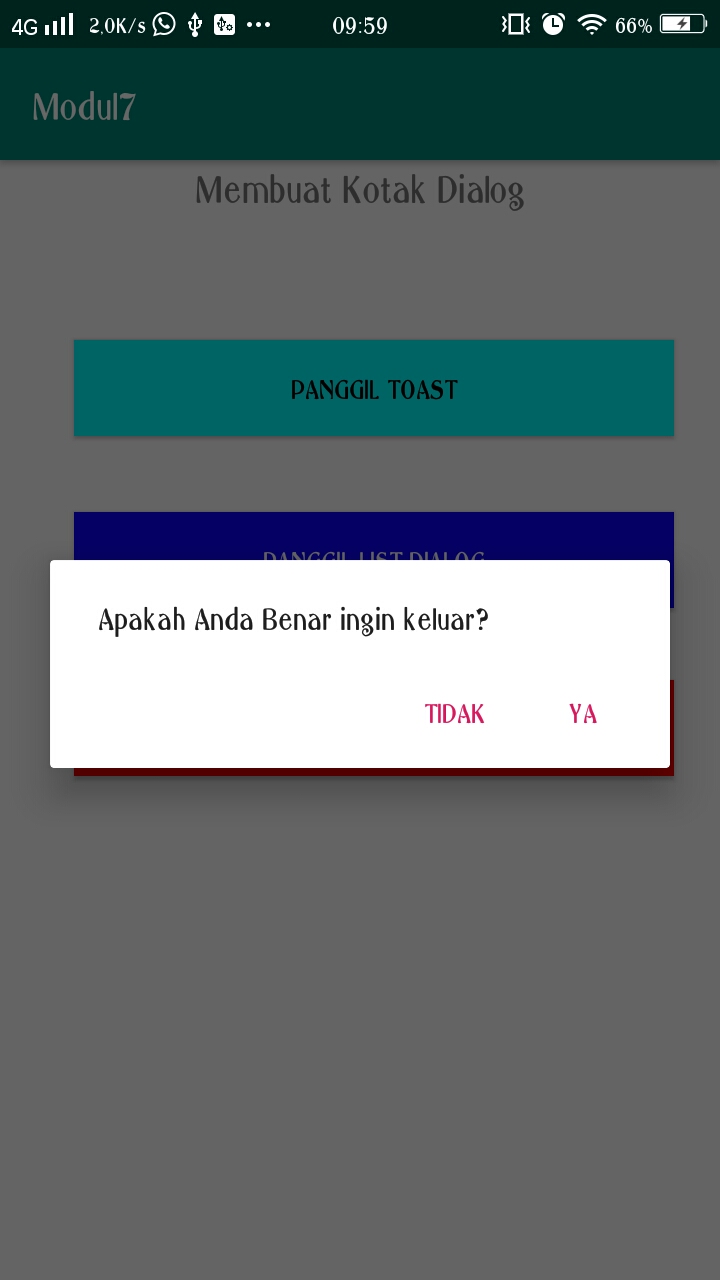 4G 2,0K/s 09:59 66%
Modul7
Membuat Kotak Dialog
PANGGIL TOAST
PANGGIL LIST DIALOG
Apakah Anda Benar ingin keluar?
TIDAK YA